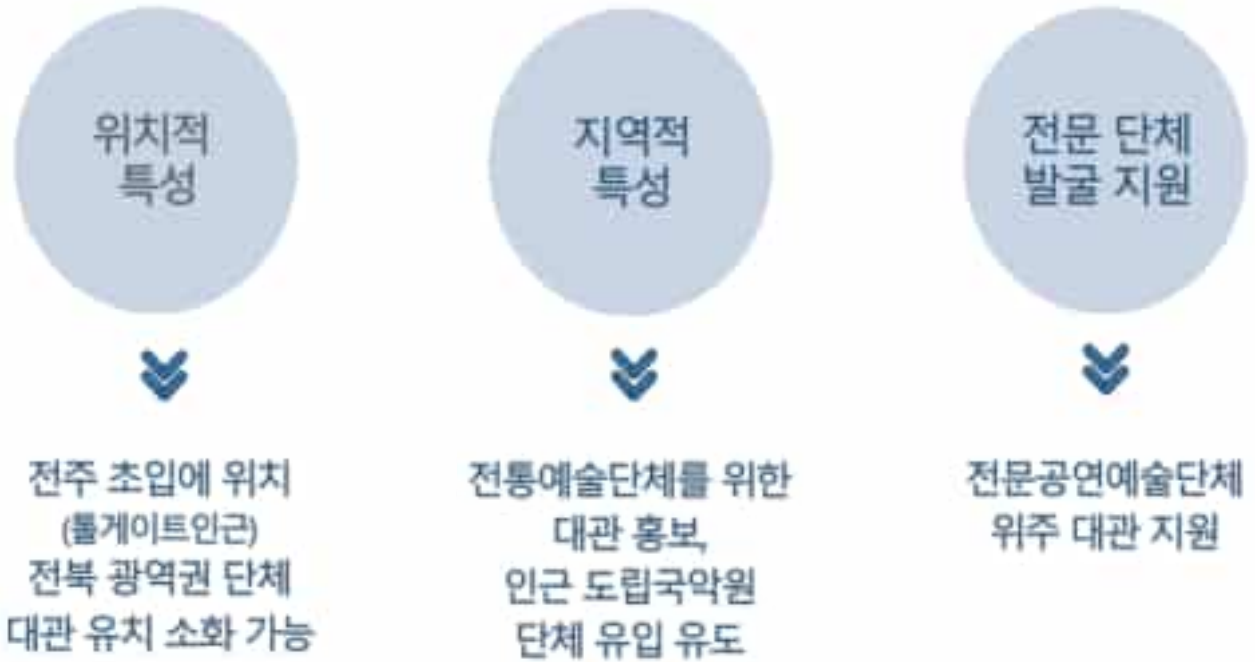 위치적
특성
전주 초입에 위치
(톨게이트인근)
전북 광역권 단체
대관 유치 소화 가능
지역적
특성
전통예술단체를 위한
대관 홍보,
인근 도립국악원
단체 유입 유도
전문 단체
발굴 지원
전문공연예술단체
위주 대관 지원